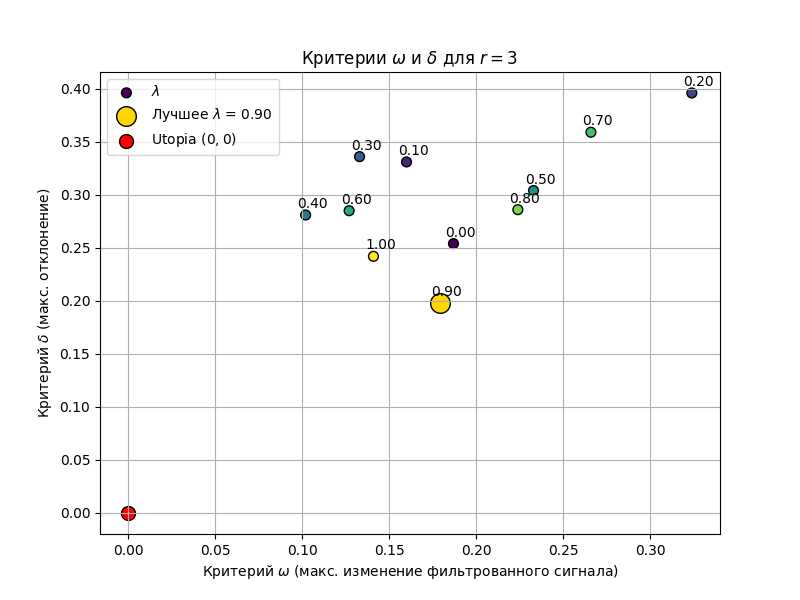 Критерии ω и δ для r = 3
λ
Лучшее λ = 0.90
Utopia (0, 0)
0.20
0.70
0.30
0.10
0.50
0.80
0.40
0.60
0.00
1.00
0.90
Критерий δ (макс. отклонение)
0.40
0.35
0.30
0.25
0.20
0.15
0.10
0.05
0.00
0.00 0.05 0.10 0.15 0.20 0.25 0.30
Критерий ω (макс. изменение фильтрованного сигнала)